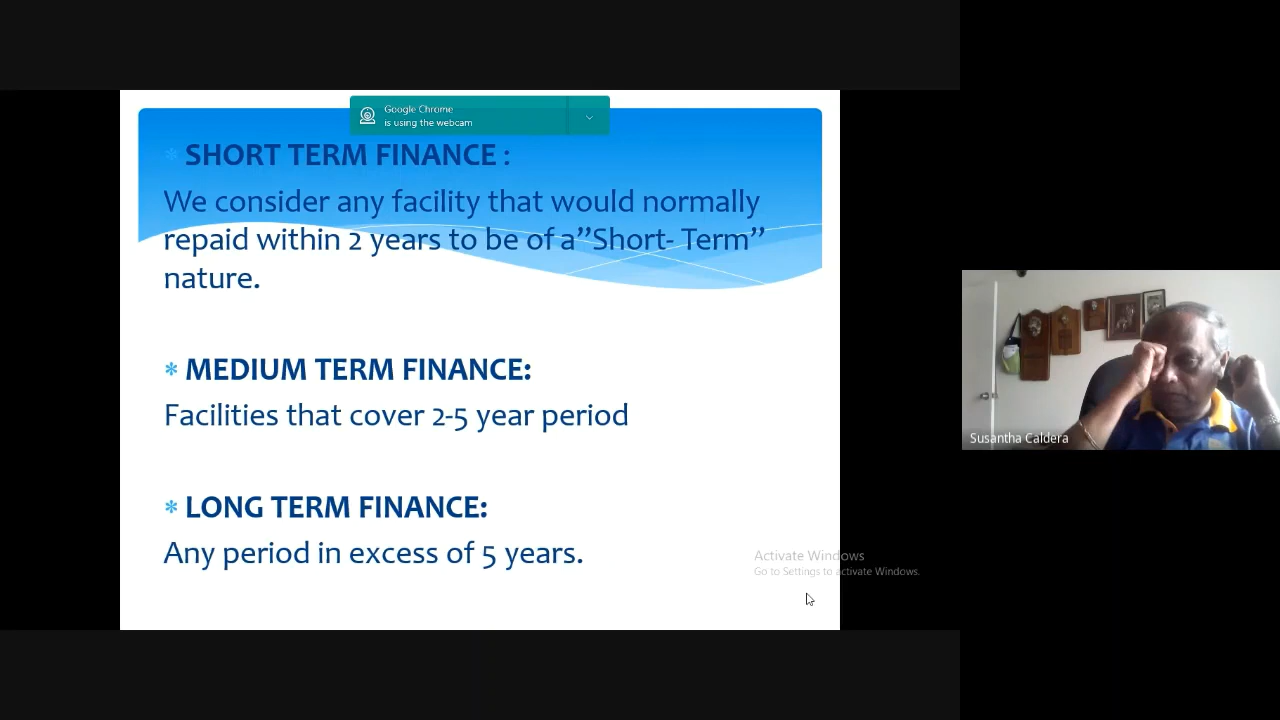 Google Chrome
is using the webcam
* SHORT TERM FINANCE :
We consider any facility that would normally
repaid within 2 years to be of a”Short- Term”
nature.
* MEDIUM TERM FINANCE:
Facilities that cover 2-5 year period
* LONG TERM FINANCE:
Any period in excess of 5 years.
Activate Windows
Go to Settings to activate Windows.
Susantha Caldera